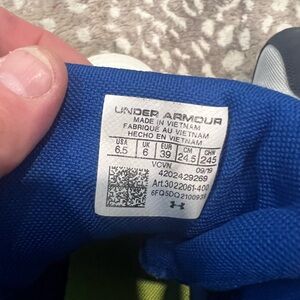 UNDER ARMOUR
MADE IN VIETNAM
FABRIQUÉ AU VIETNAM
HECHO EN VIETNAM
USA UK EUR CM CHN
6.5 6 39 24.5 245
VCVN 09/19
4202429269
Art.3022061-400